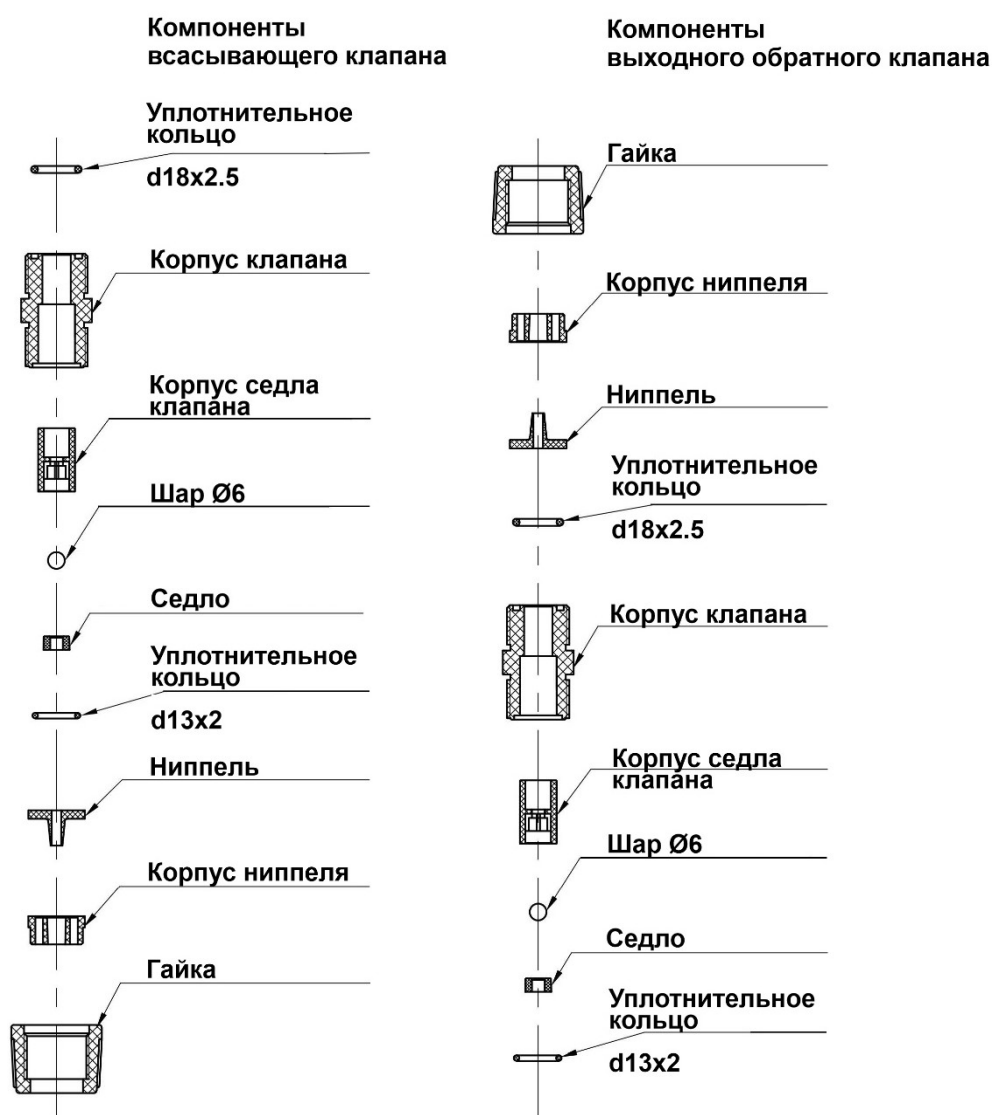 Компоненты
всасывающего клапана
Уплотнительное
кольцо
d18x2.5
Корпус клапана
Корпус седла
клапана
Шар Ø6
Седло
Уплотнительное
кольцо
d13x2
Ниппель
Корпус ниппеля
Гайка
Компоненты
выходного обратного клапана
Гайка
Корпус ниппеля
Ниппель
Уплотнительное
кольцо
d18x2.5
Корпус клапана
Корпус седла
клапана
Шар Ø6
Седло
Уплотнительное
кольцо
d13x2